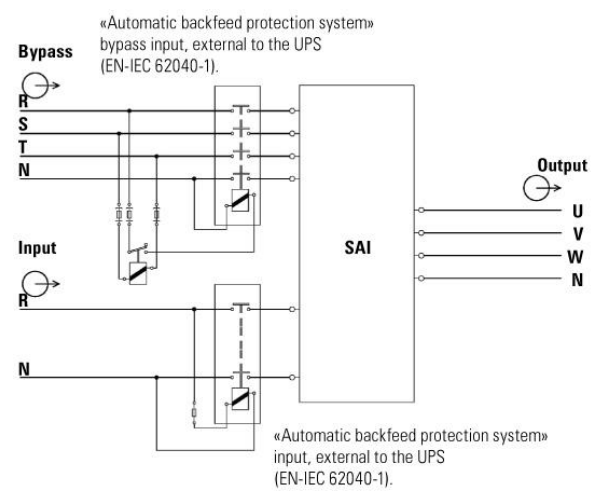 «Automatic backfeed protection system»
bypass input, external to the UPS
(EN-IEC 62040-1).
Bypass
R
S
T
N
Output
U
V
W
N
SAI
Input
R
N
«Automatic backfeed protection system»
input, external to the UPS
(EN-IEC 62040-1).